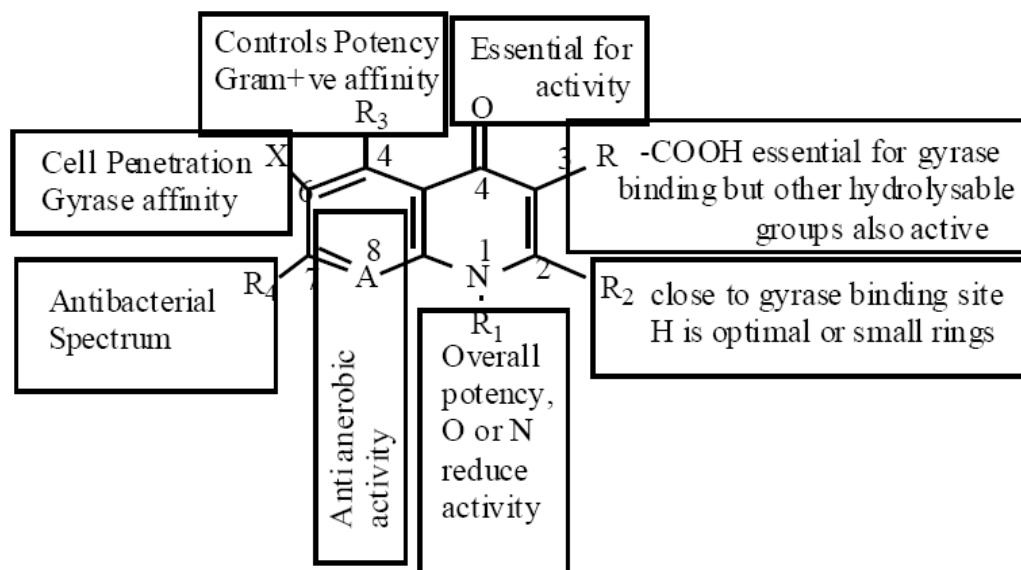 Controls Potency
Gram+ve affinity
Essential for
activity
R3
O
Cell Penetration
Gyrase affinity
X
4
6
4
3
R
-COOH essential for gyrase
binding but other hydrolysable
groups also active
Antibacterial
Spectrum
R4
7
8
A
1
N
2
R2
close to gyrase binding site
H is optimal or small rings
R1
Antianerobic
activity
Overall
potency,
O or N
reduce
activity